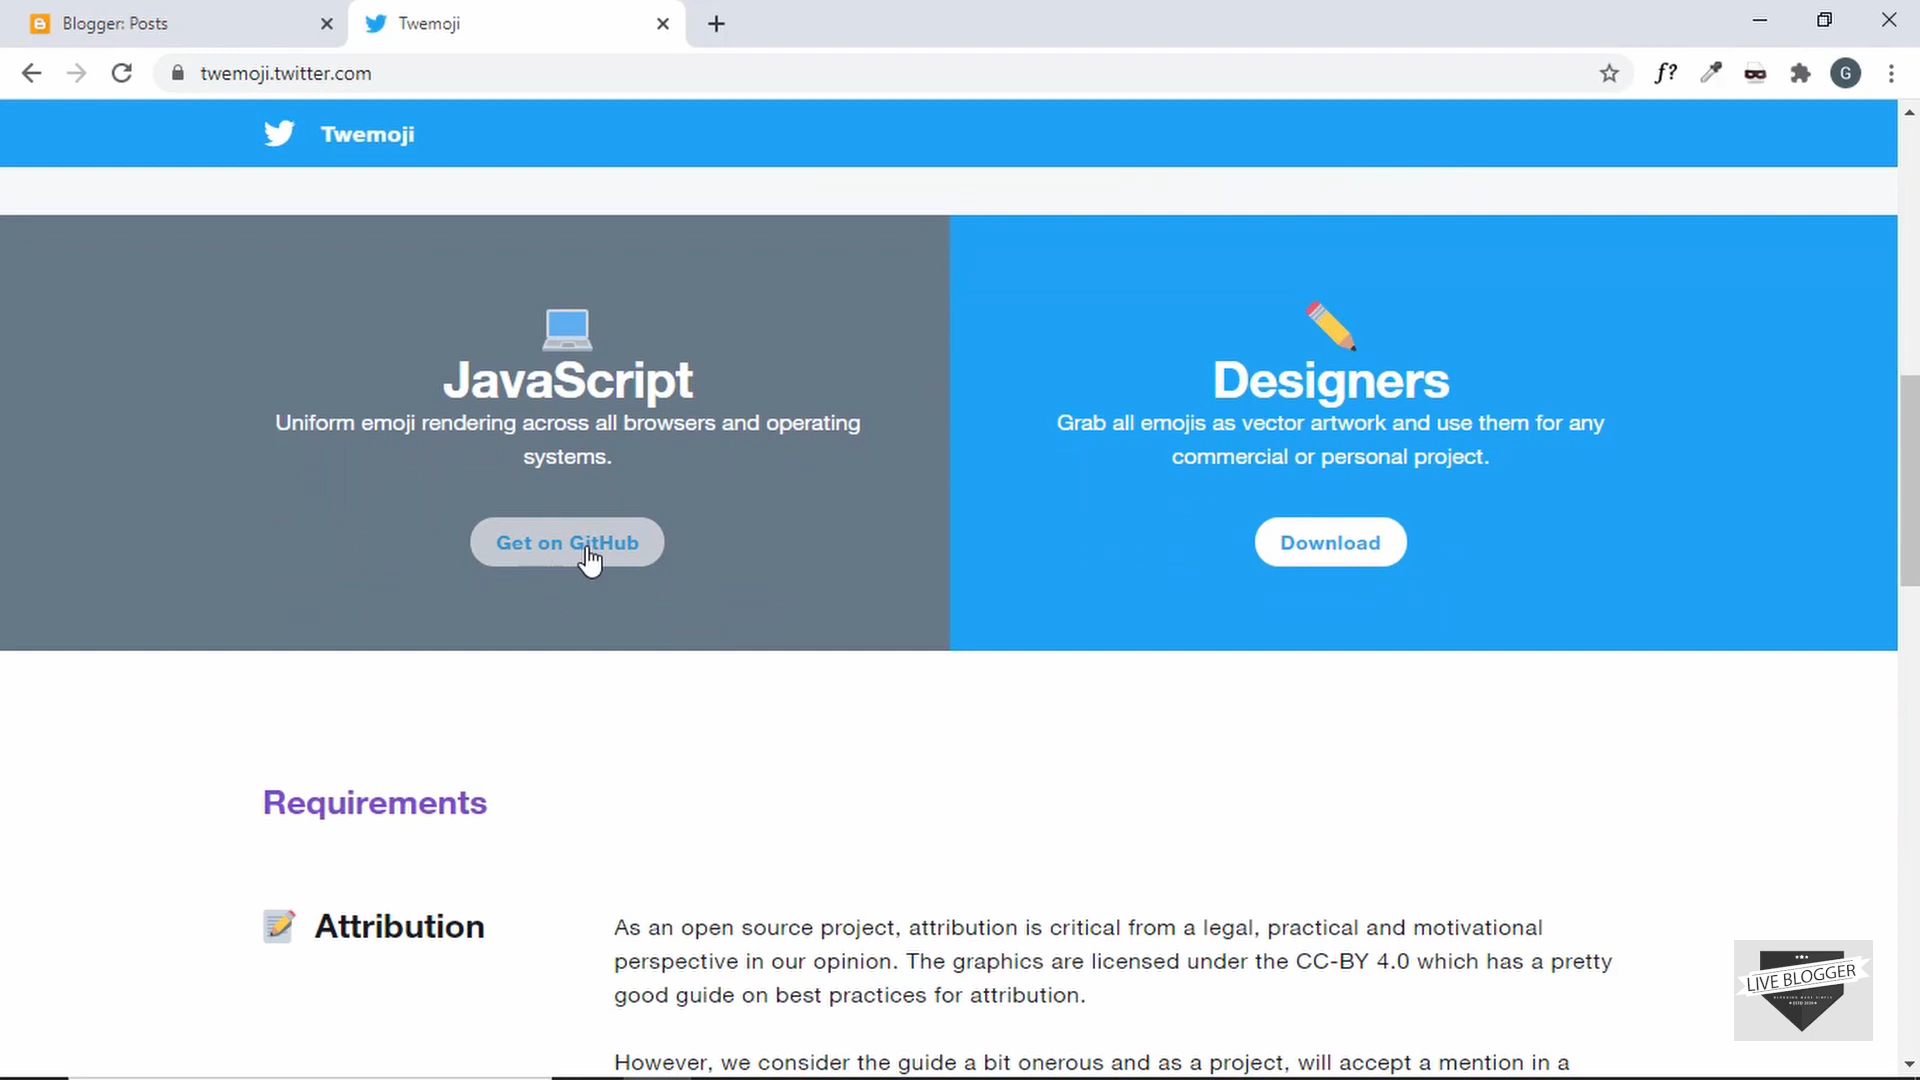 Blogger: Posts
Twemoji
twemoji.twitter.com
f?
G
Twemoji
JavaScript
Uniform emoji rendering across all browsers and operating
systems.
Get on GitHub
Designers
Grab all emojis as vector artwork and use them for any
commercial or personal project.
Download
Requirements
Attribution
As an open source project, attribution is critical from a legal, practical and motivational
perspective in our opinion. The graphics are licensed under the CC-BY 4.0 which has a pretty
good guide on best practices for attribution.
However, we consider the guide a bit onerous and as a project, will accept a mention in a
LIVE BLOGGER